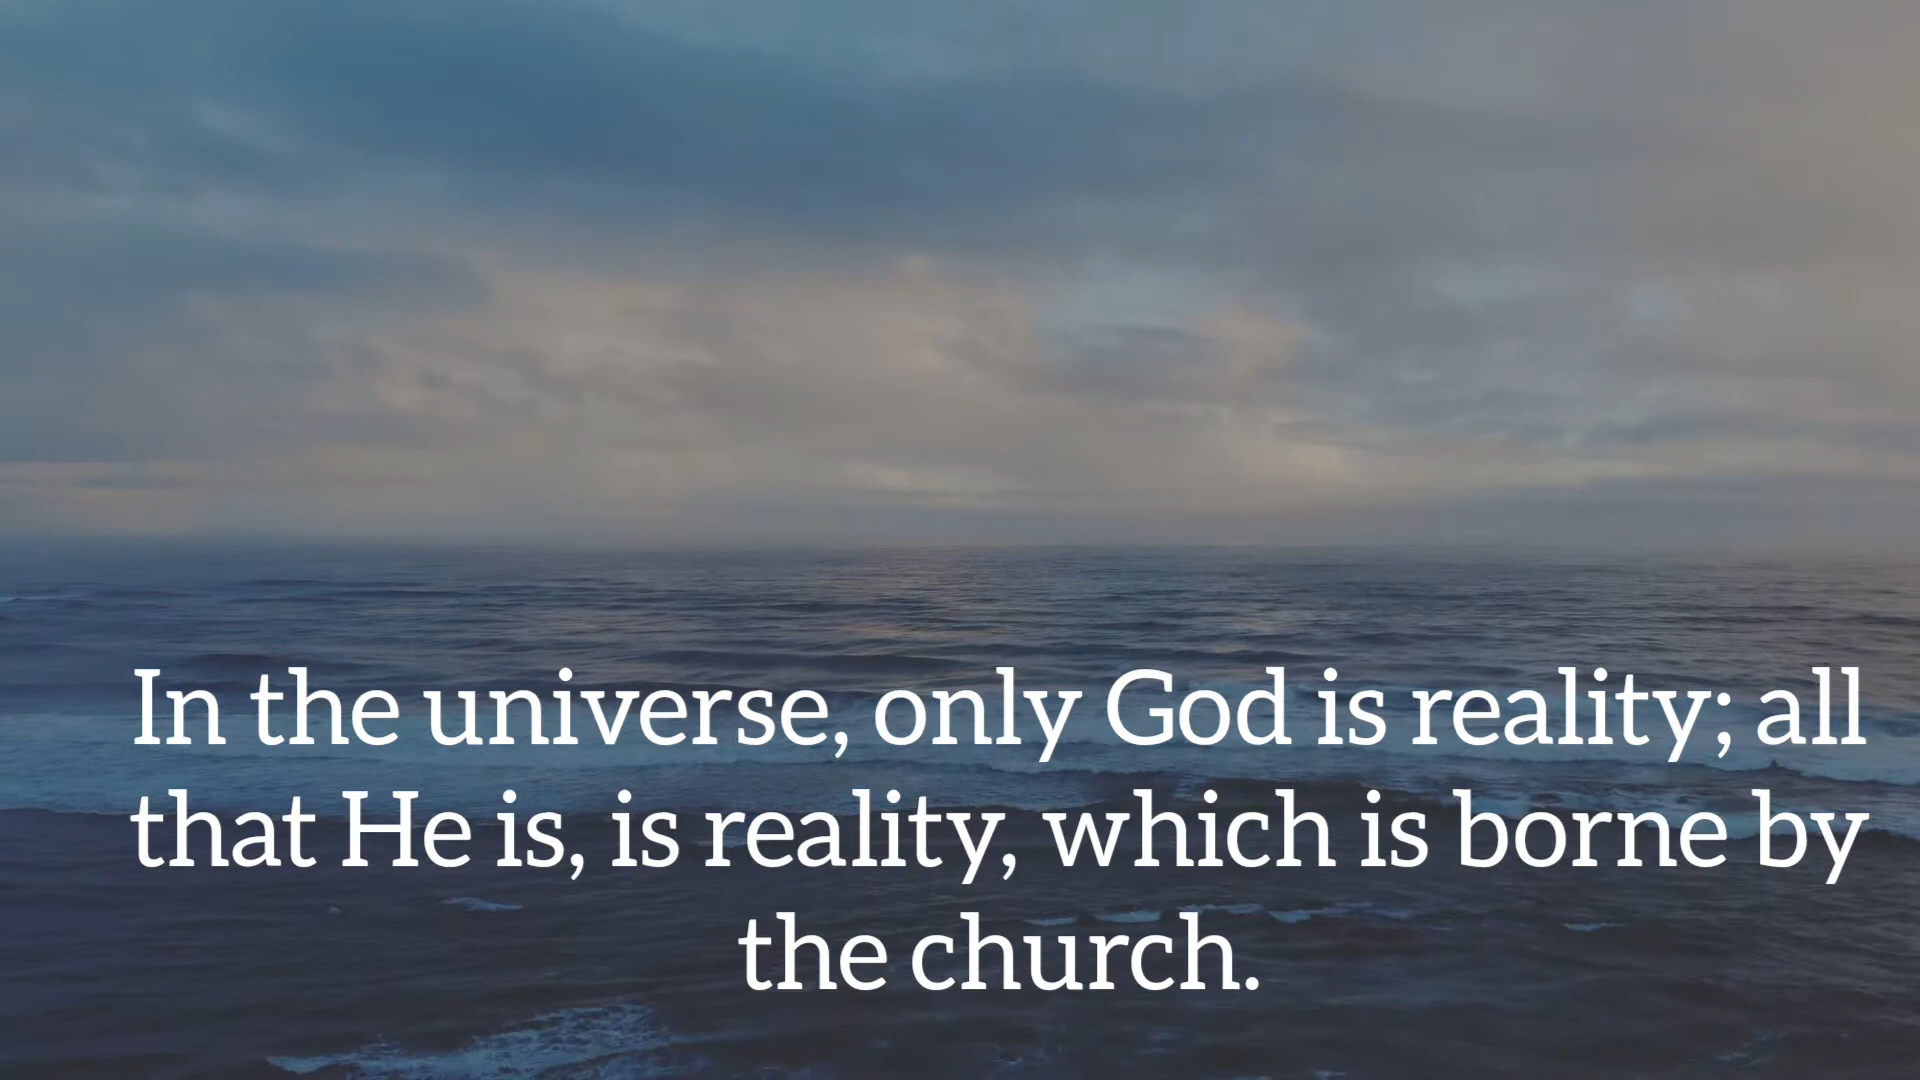 In the universe, only God is reality; all
that He is, is reality, which is borne by
the church.